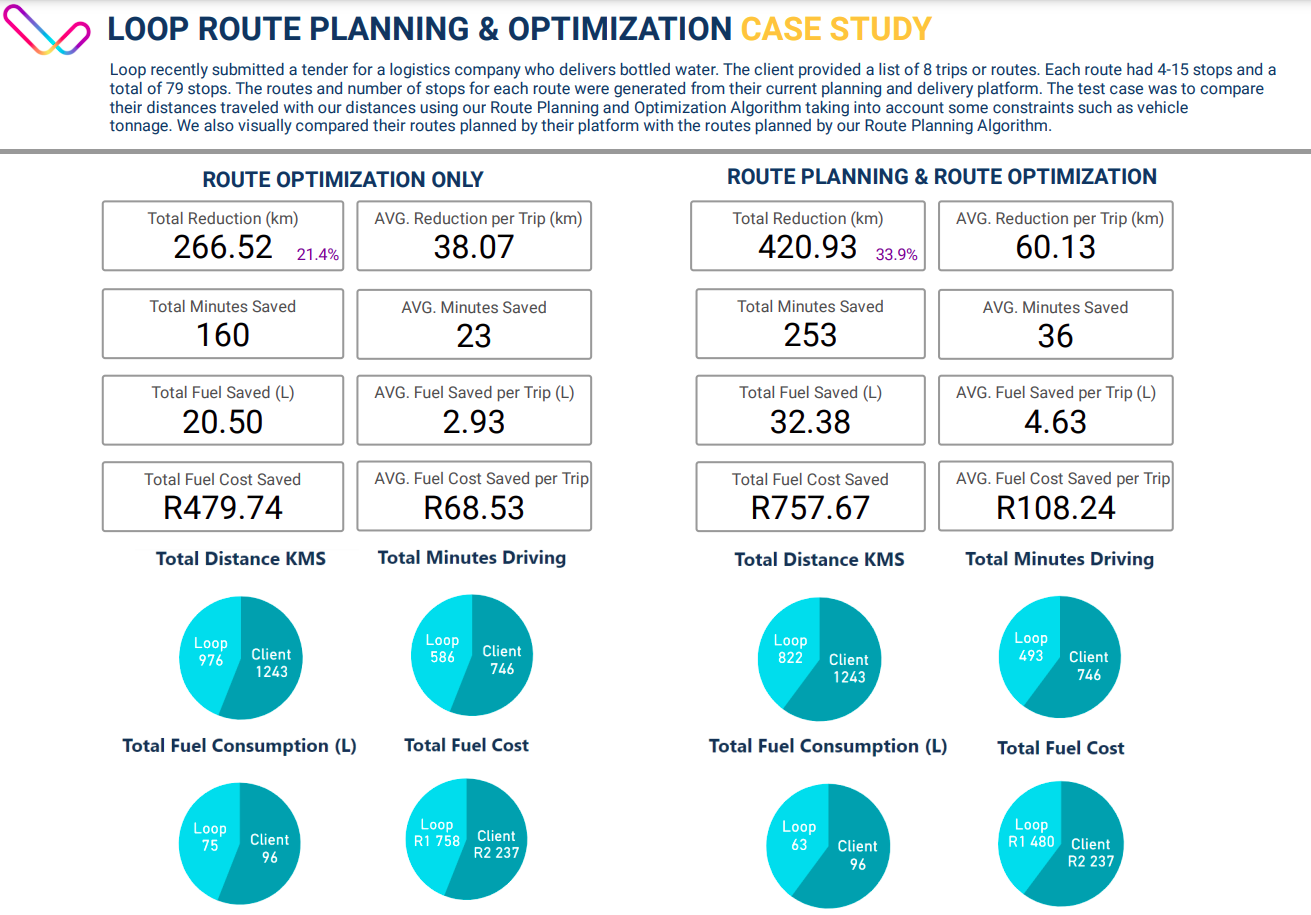 LOOP ROUTE PLANNING & OPTIMIZATION CASE STUDY
Loop recently submitted a tender for a logistics company who delivers bottled water. The client provided a list of 8 trips or routes. Each route had 4-15 stops and a
total of 79 stops. The routes and number of stops for each route were generated from their current planning and delivery platform. The test case was to compare
their distances traveled with our distances using our Route Planning and Optimization Algorithm taking into account some constraints such as vehicle
tonnage. We also visually compared their routes planned by their platform with the routes planned by our Route Planning Algorithm.
ROUTE OPTIMIZATION ONLY
Total Reduction (km)
266.52 21.4%
AVG. Reduction per Trip (km)
38.07
Total Minutes Saved
160
AVG. Minutes Saved
23
Total Fuel Saved (L)
20.50
AVG. Fuel Saved per Trip (L)
2.93
Total Fuel Cost Saved
R479.74
AVG. Fuel Cost Saved per Trip
R68.53
Total Distance KMS
Loop
976
Client
1243
Total Minutes Driving
Loop
586
Client
746
Total Fuel Consumption (L)
Loop
75
Client
96
Total Fuel Cost
Loop
R1 758
Client
R2 237
ROUTE PLANNING & ROUTE OPTIMIZATION
Total Reduction (km)
420.93 33.9%
AVG. Reduction per Trip (km)
60.13
Total Minutes Saved
253
AVG. Minutes Saved
36
Total Fuel Saved (L)
32.38
AVG. Fuel Saved per Trip (L)
4.63
Total Fuel Cost Saved
R757.67
AVG. Fuel Cost Saved per Trip
R108.24
Total Distance KMS
Loop
822
Client
1243
Total Minutes Driving
Loop
493
Client
746
Total Fuel Consumption (L)
Loop
63
Client
96
Total Fuel Cost
Loop
R1 480
Client
R2 237